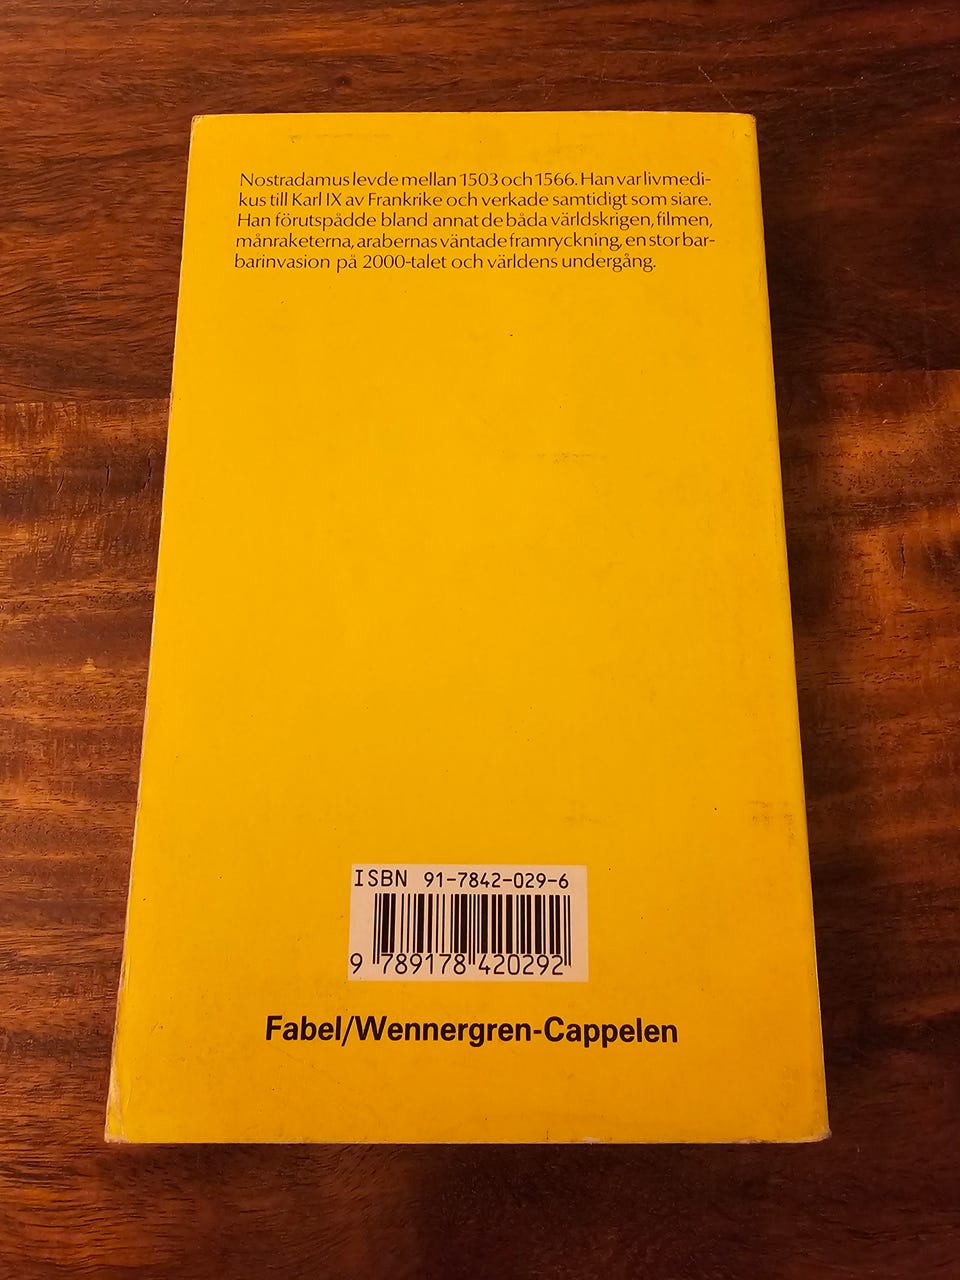 Nostradamus levde mellan 1503 och 1566. Han var livmedi-
kus till Karl IX av Frankrike och verkade samtidigt som siare.
Han förutspådde bland annat de båda världskrigen, filmen,
månraketerna, arabernas väntade framryckning, en stor bar-
barinvasion på 2000-talet och världens undergång.
ISBN 91-7842-029-6
9 789178 420292
Fabel/Wennergren-Cappelen